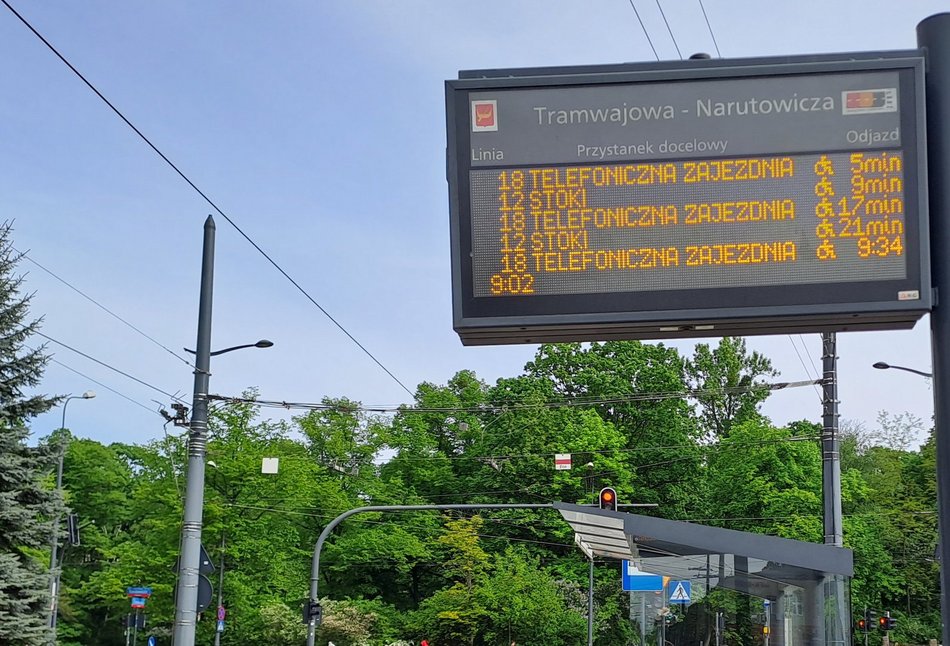 Tramwajowa - Narutowicza
Linia Przystanek docelowy Odjazd
18 TELEFONICZNA ZAJEZDNIA 5min
12 STOKI 9min
18 TELEFONICZNA ZAJEZDNIA 17min
12 STOKI 21min
18 TELEFONICZNA ZAJEZDNIA 9:34
9:02